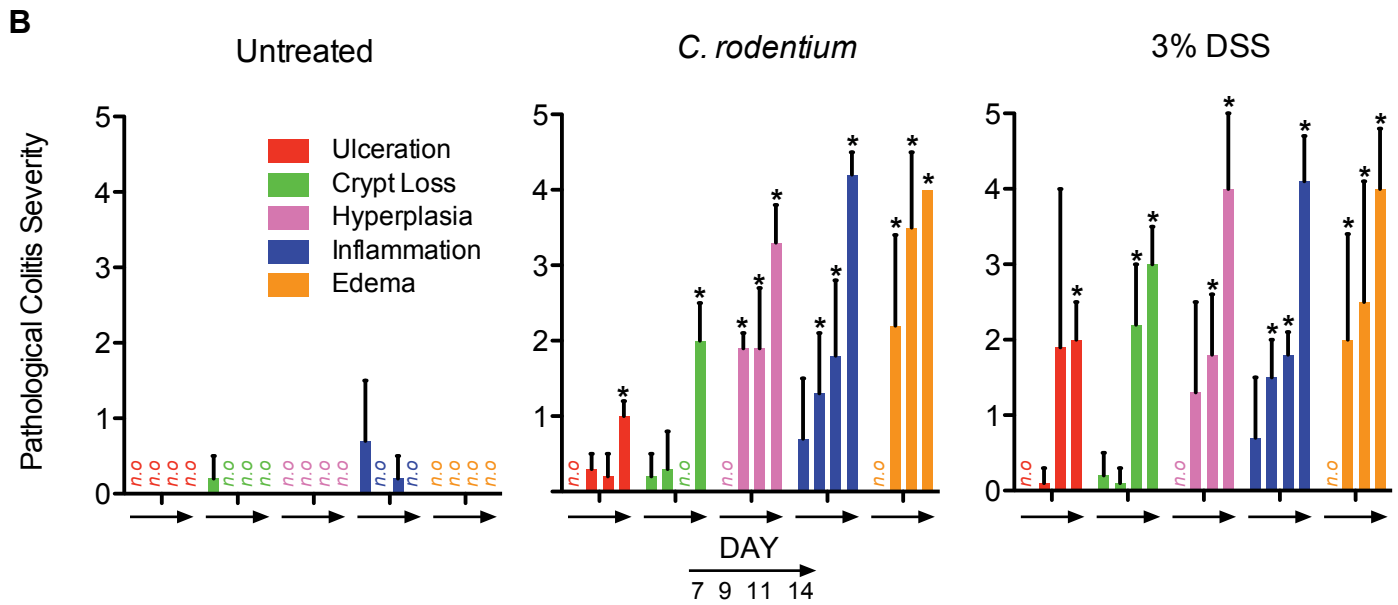 B
Untreated
C. rodentium
3% DSS
Pathological Colitis Severity
5
4
3
2
1
0
Ulceration
Crypt Loss
Hyperplasia
Inflammation
Edema
n.o n.o n.o n.o n.o n.o n.o n.o n.o n.o n.o n.o n.o n.o n.o n.o n.o
5
4
3
2
1
* * * * * * * * * * *
n.o n.o n.o n.o
5
4
3
2
1
0
* * * * * * * * * * *
n.o n.o n.o
DAY
7 9 11 14